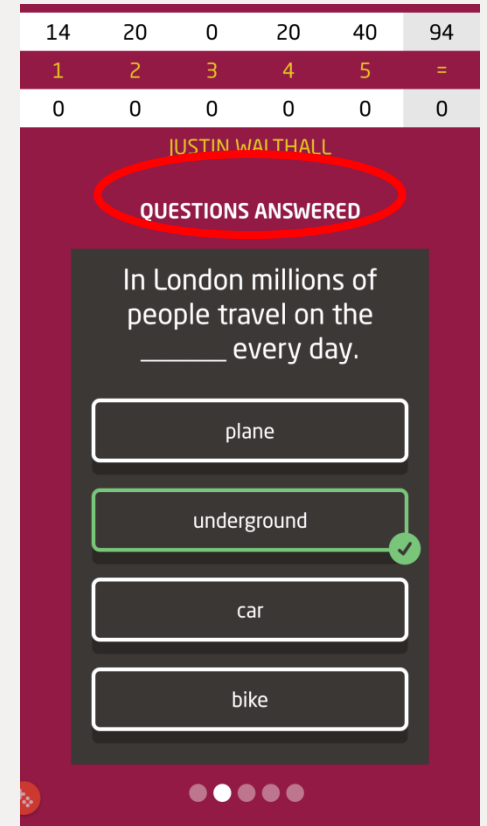 14 20 0 20 40 94
1 2 3 4 5 =
0 0 0 0 0 0
JUSTIN WALTHALL
QUESTIONS ANSWERED
In London millions of
people travel on the
______ every day.
plane
underground
car
bike